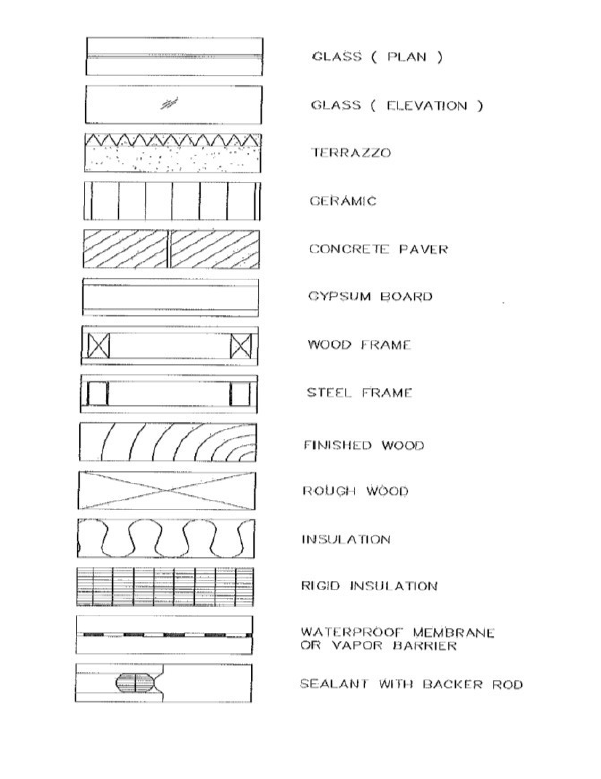 GLASS ( PLAN )
GLASS ( ELEVATION )
TERRAZZO
CERAMIC
CONCRETE PAVER
GYPSUM BOARD
WOOD FRAME
STEEL FRAME
FINISHED WOOD
ROUGH WOOD
INSULATION
RIGID INSULATION
WATERPROOF MEMBRANE
OR VAPOR BARRIER
SEALANT WITH BACKER ROD